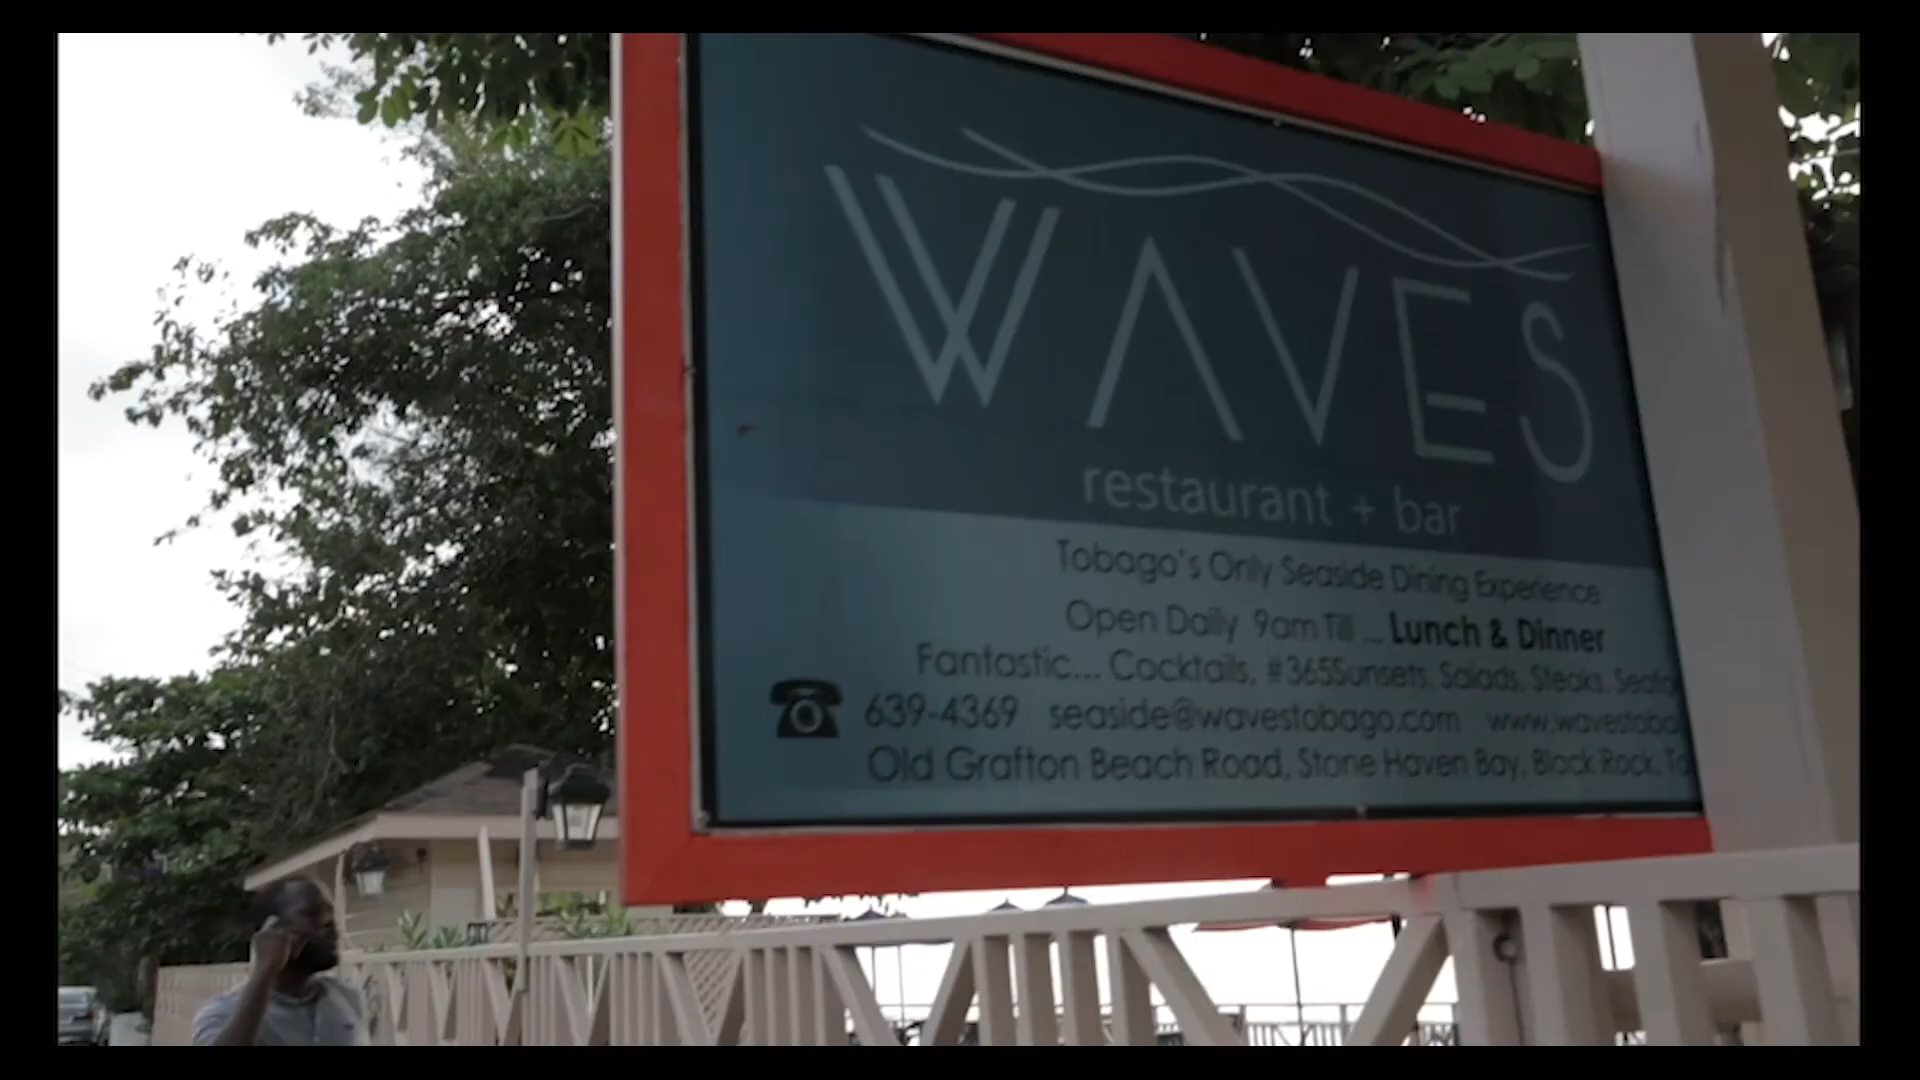 WAVES
restaurant + bar
Tobago's Only Seaside Dining Experience
Open Daily 9am Till ... Lunch & Dinner
Fantastic... Cocktails, #365Sunsets, Salads, Steaks,
639-4369 seaside@wavestobago.com
Old Grafton Beach Road, Stone Haven Bay, Black Rock,